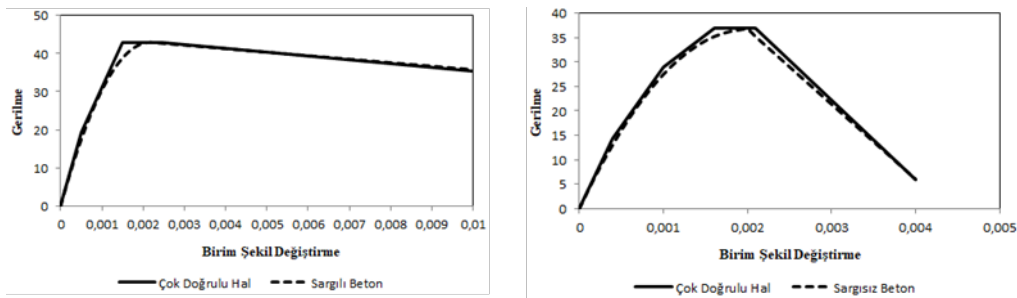 50
40
30
20
10
0
Gerilme
0 0,001 0,002 0,003 0,004 0,005 0,006 0,007 0,008 0,009 0,01
Birim Şekil Değiştirme
Çok Doğrulu Hal Sargılı Beton
40
35
30
25
20
15
10
5
0
Gerilme
0 0,001 0,002 0,003 0,004 0,005
Birim Şekil Değiştirme
Çok Doğrulu Hal Sargısız Beton